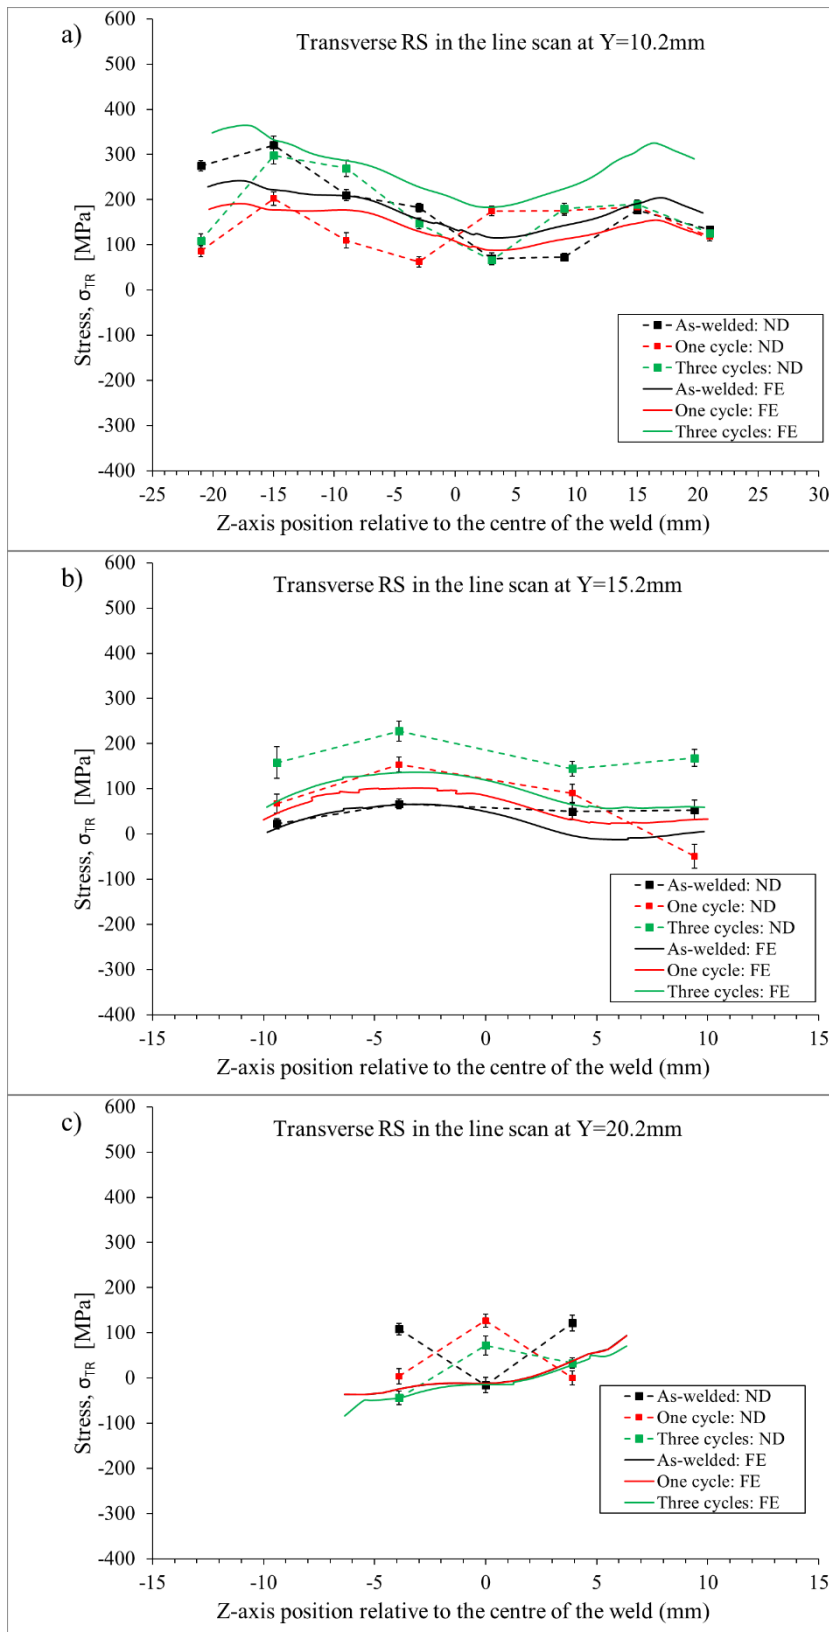 a)
Transverse RS in the line scan at Y=10.2mm
600
500
400
300
200
100
0
-100
-200
-300
-400
Stress, σTR [MPa]
As-welded: ND
One cycle: ND
Three cycles: ND
As-welded: FE
One cycle: FE
Three cycles: FE
-25 -20 -15 -10 -5 0 5 10 15 20 25 30
Z-axis position relative to the centre of the weld (mm)
b)
Transverse RS in the line scan at Y=15.2mm
600
500
400
300
200
100
0
-100
-200
-300
-400
Stress, σTR [MPa]
As-welded: ND
One cycle: ND
Three cycles: ND
As-welded: FE
One cycle: FE
Three cycles: FE
-15 -10 -5 0 5 10 15
Z-axis position relative to the centre of the weld (mm)
c)
Transverse RS in the line scan at Y=20.2mm
600
500
400
300
200
100
0
-100
-200
-300
-400
Stress, σTR [MPa]
As-welded: ND
One cycle: ND
Three cycles: ND
As-welded: FE
One cycle: FE
Three cycles: FE
-15 -10 -5 0 5 10 15
Z-axis position relative to the centre of the weld (mm)